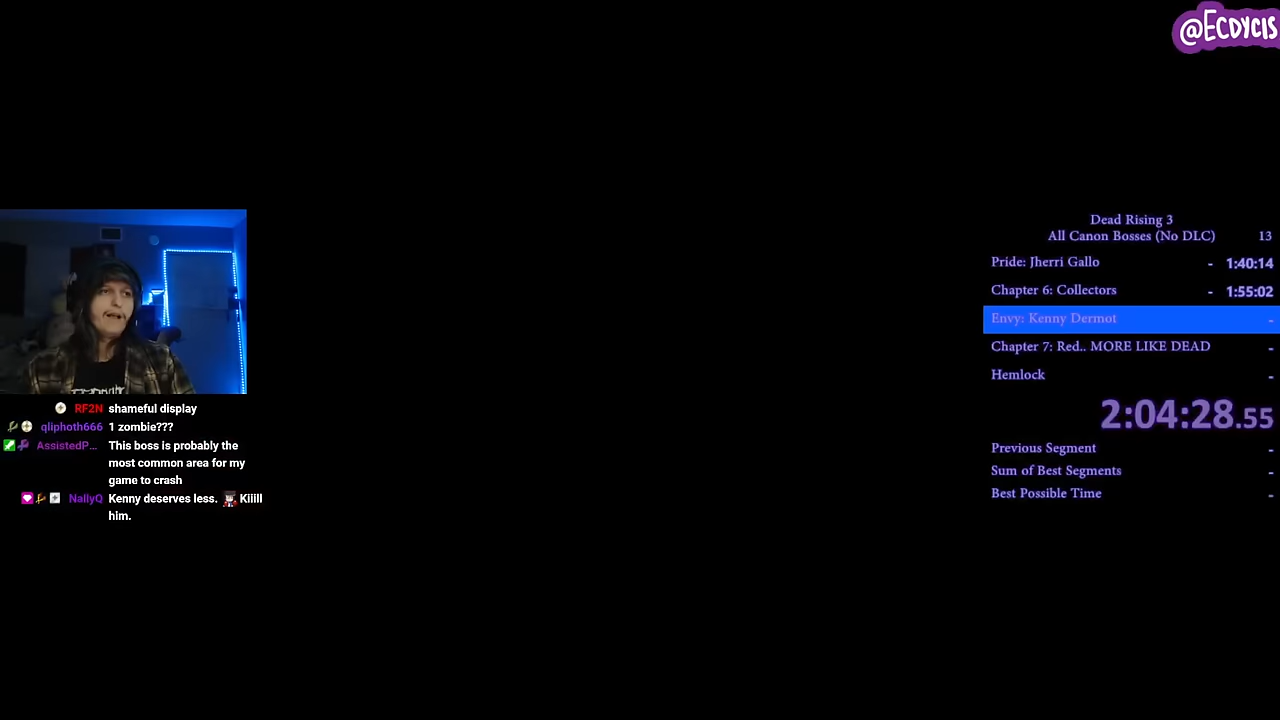 @ECDYCIS
Dead Rising 3
All Canon Bosses (No DLC) 13
Pride: Jherri Gallo - 1:40:14
Chapter 6: Collectors - 1:55:02
Envy: Kenny Dermot -
Chapter 7: Red.. MORE LIKE DEAD -
Hemlock -
2:04:28.55
Previous Segment -
Sum of Best Segments -
Best Possible Time -
RF2N shameful display
qliphoth666 1 zombie???
AssistedP... This boss is probably the
most common area for my
game to crash
NallyQ Kenny deserves less. Kiiill
him.